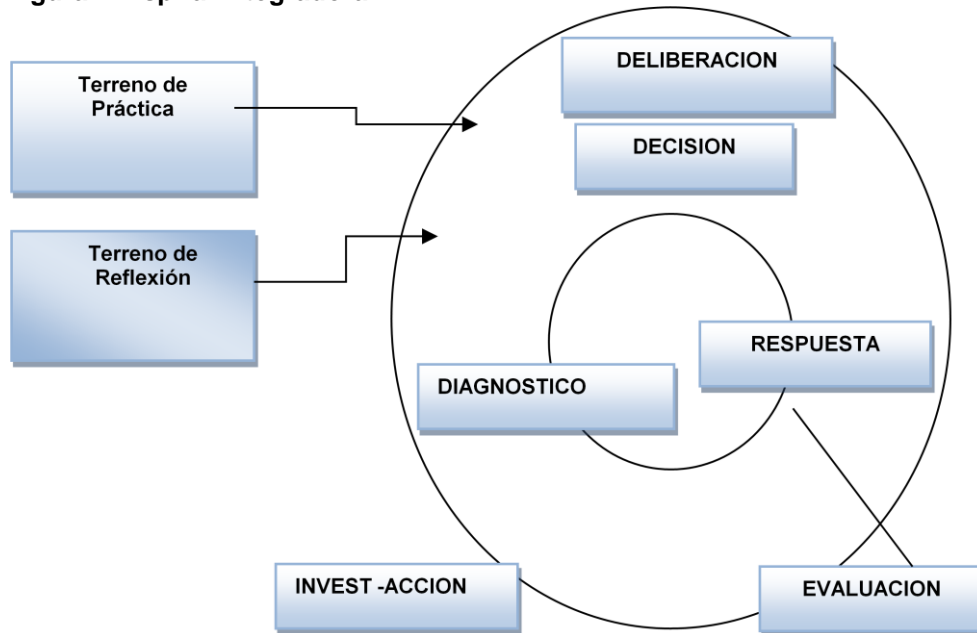 Terreno de
Práctica
Terreno de
Reflexión
DELIBERACION
DECISION
RESPUESTA
DIAGNOSTICO
INVEST -ACCION
EVALUACION